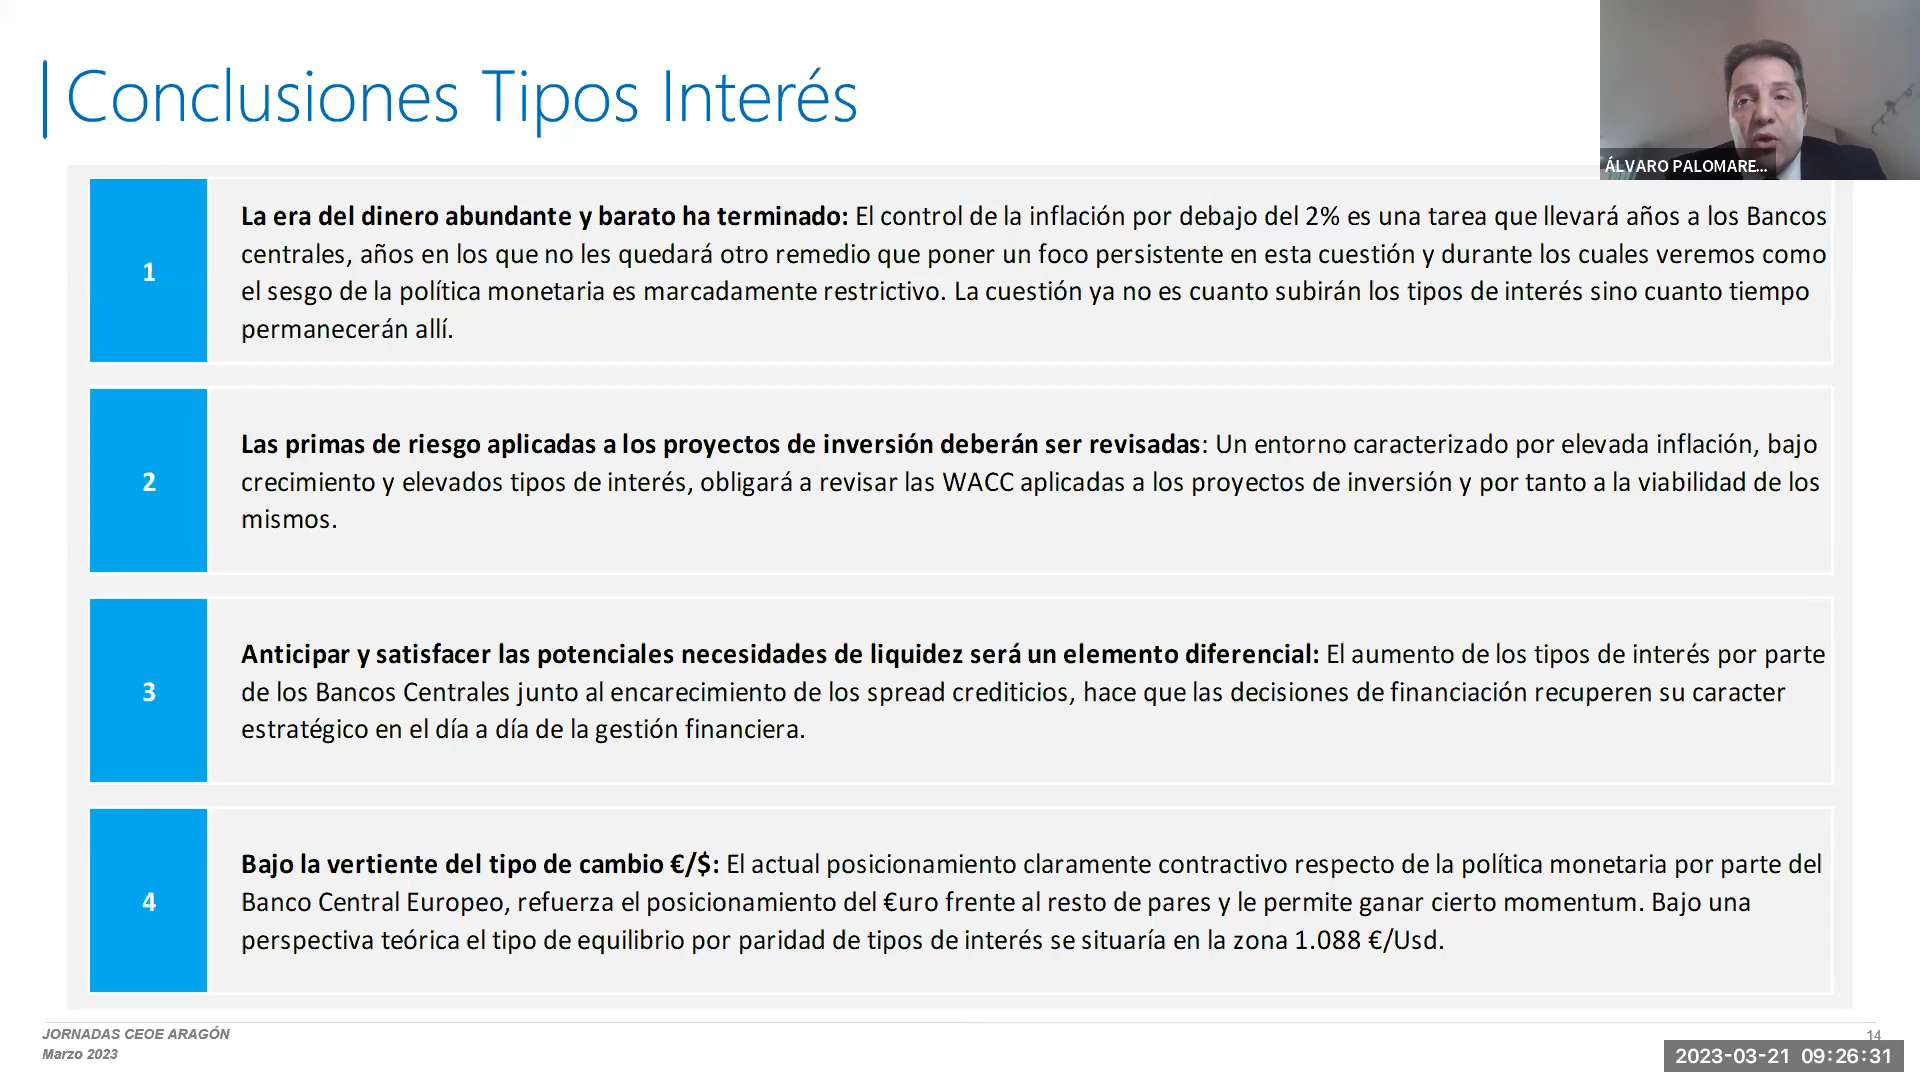 Conclusiones Tipos Interés
ÁLVARO PALOMARE...
1
La era del dinero abundante y barato ha terminado: El control de la inflación por debajo del 2% es una tarea que llevará años a los Bancos
centrales, años en los que no les quedará otro remedio que poner un foco persistente en esta cuestión y durante los cuales veremos como
el sesgo de la política monetaria es marcadamente restrictivo. La cuestión ya no es cuanto subirán los tipos de interés sino cuanto tiempo
permanecerán allí.
2
Las primas de riesgo aplicadas a los proyectos de inversión deberán ser revisadas: Un entorno caracterizado por elevada inflación, bajo
crecimiento y elevados tipos de interés, obligará a revisar las WACC aplicadas a los proyectos de inversión y por tanto a la viabilidad de los
mismos.
3
Anticipar y satisfacer las potenciales necesidades de liquidez será un elemento diferencial: El aumento de los tipos de interés por parte
de los Bancos Centrales junto al encarecimiento de los spread crediticios, hace que las decisiones de financiación recuperen su caracter
estratégico en el día a día de la gestión financiera.
4
Bajo la vertiente del tipo de cambio €/$: El actual posicionamiento claramente contractivo respecto de la política monetaria por parte del
Banco Central Europeo, refuerza el posicionamiento del €uro frente al resto de pares y le permite ganar cierto momentum. Bajo una
perspectiva teórica el tipo de equilibrio por paridad de tipos de interés se situaría en la zona 1.088 €/Usd.
JORNADAS CEOE ARAGÓN
Marzo 2023
14
2023-03-21 09:26:31